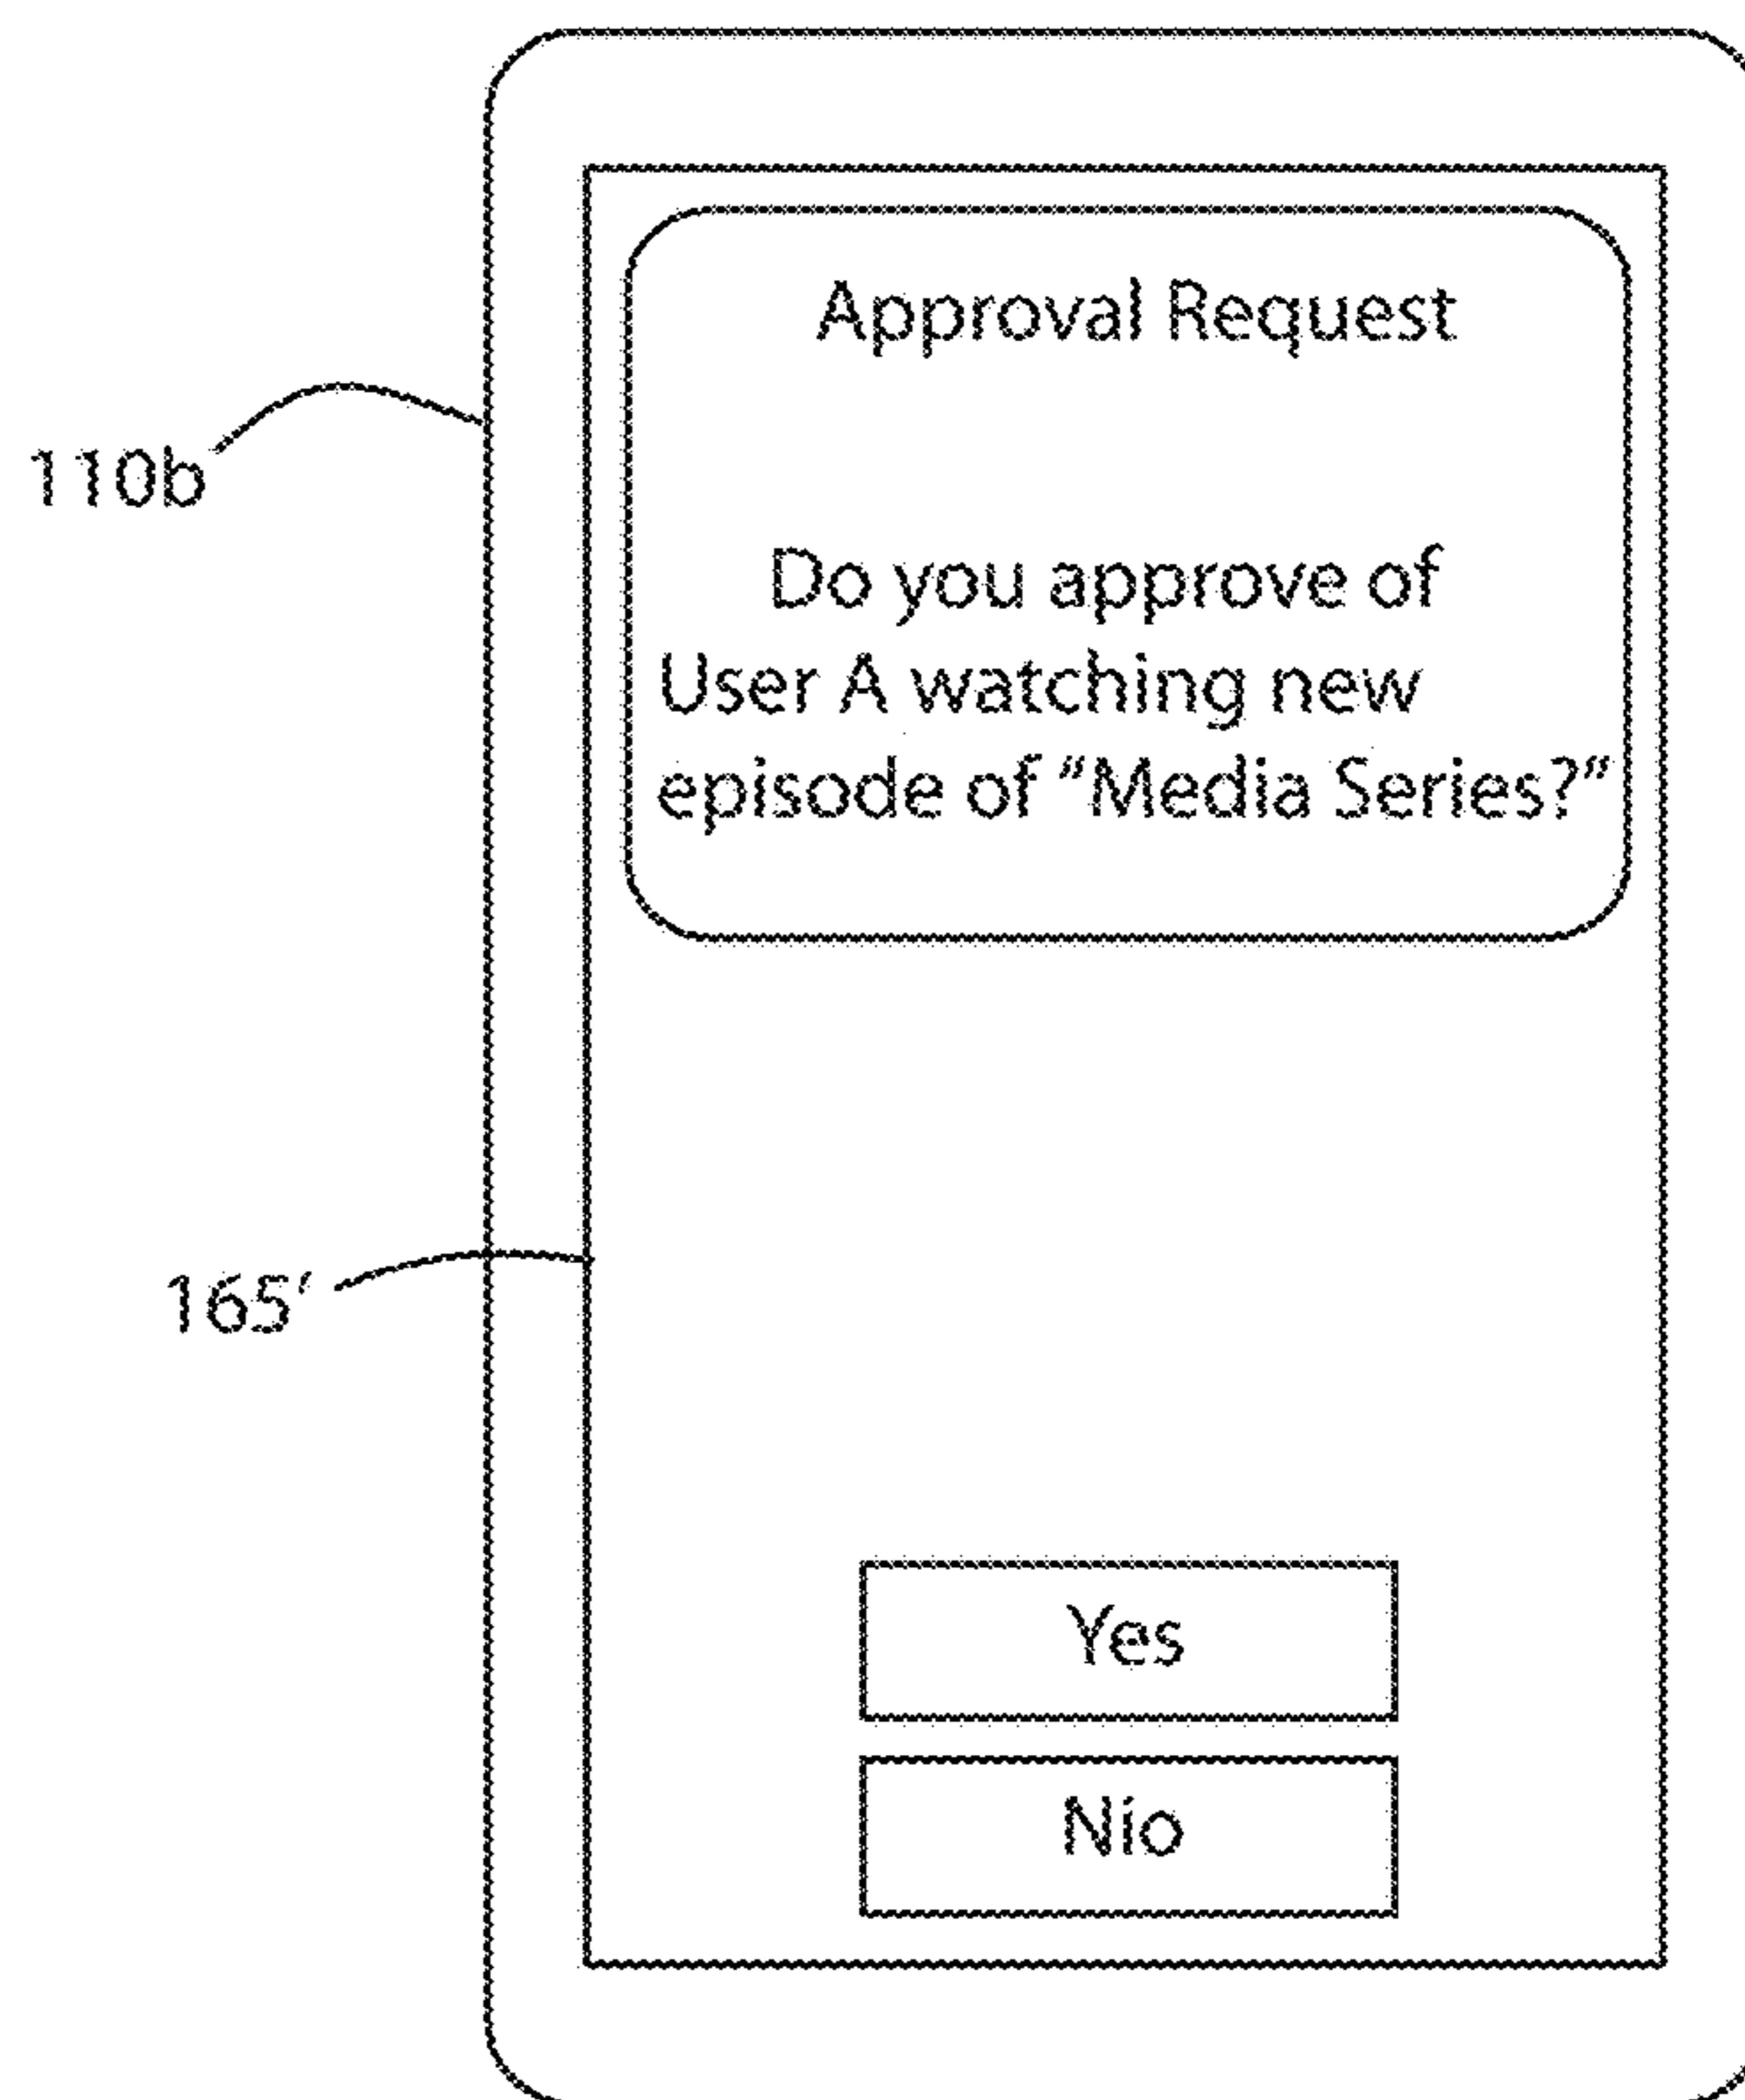 Approval Request
110b
Do you approve of
User A watching new
episode of “Media Series?”
165′
Yes
Nio